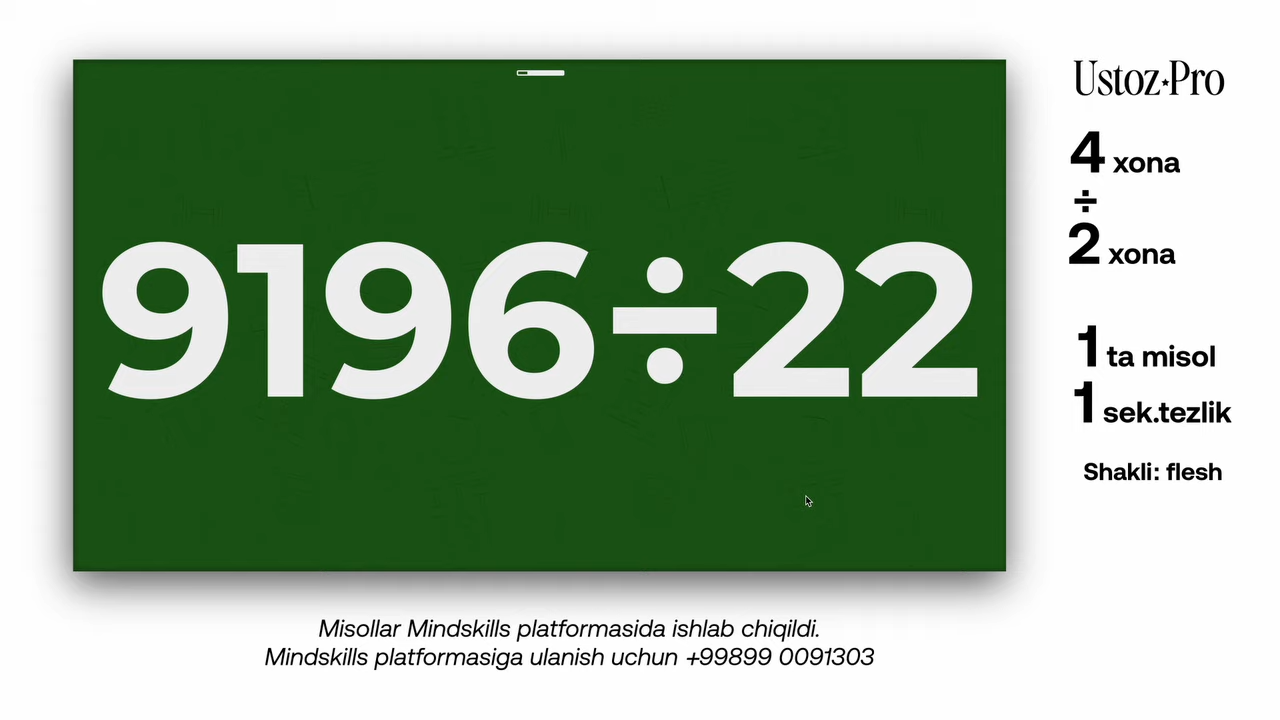 9196÷22
Ustoz★Pro
4 xona
÷
2 xona
1 ta misol
1 sek.tezlik
Shakli: flesh
Misollar Mindskills platformasida ishlab chiqildi.
Mindskills platformasiga ulanish uchun +99899 0091303